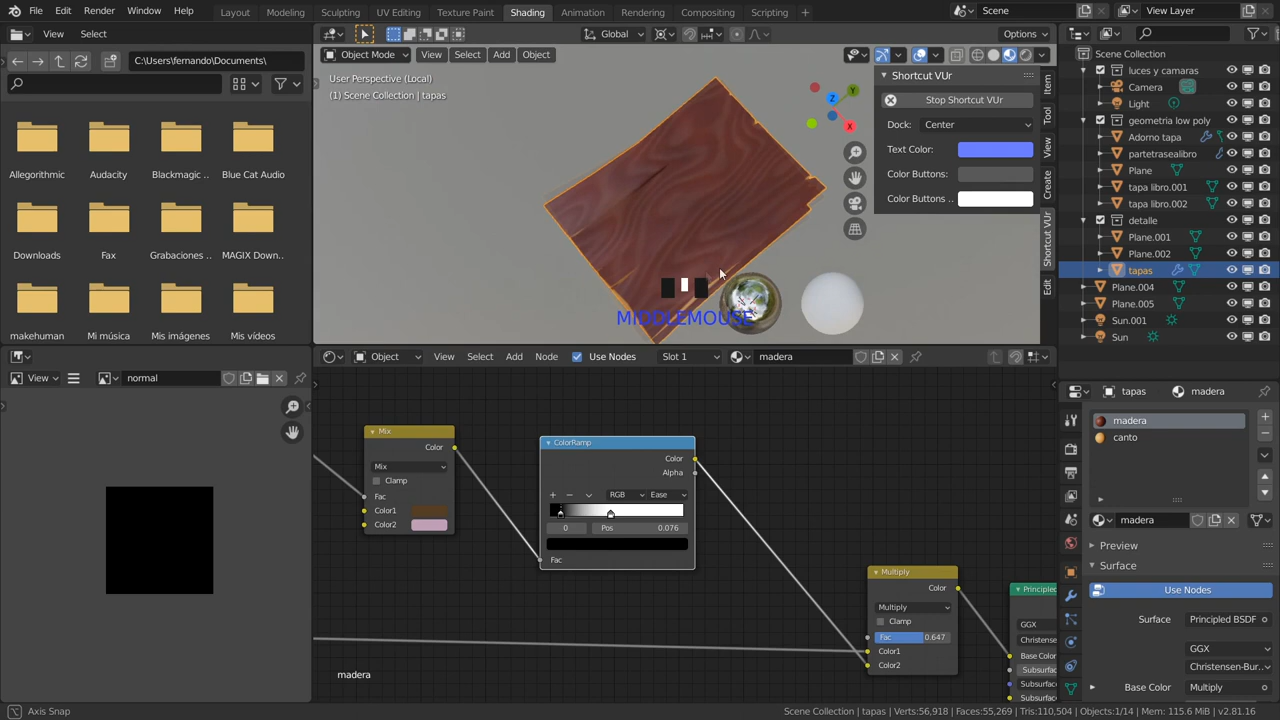 File Edit Render Window Help Layout Modeling Sculpting UV Editing Texture Paint Shading Animation Rendering Compositing Scripting + Scene View Layer
View Select C:\Users\fernando\Documents\
Allegorithmic Audacity Blackmagic .. Blue Cat Audio
Downloads Fax Grabaciones .. MAGIX Down..
makehuman Mi música Mis imágenes Mis vídeos
Global Options
Object Mode View Select Add Object
User Perspective (Local)
(1) Scene Collection | tapas
Z Y X
MIDDLEMOUSE
Shortcut VUr
Stop Shortcut VUr
Dock: Center
Text Color:
Color Buttons:
Color Buttons ..
Item
Tool
View
Create
Shortcut VUr
Edit
Scene Collection
luces y camaras
Camera
Light
geometria low poly
Adorno tapa
partetrasealibro
Plane
tapa libro.001
tapa libro.002
detalle
Plane.001
Plane.002
tapas
Plane.004
Plane.005
Sun.001
Sun
View normal
Object View Select Add Node Use Nodes Slot 1 madera
Mix
Color
Mix
Clamp
Fac
Color1
Color2
ColorRamp
Color
Alpha
RGB Ease
0 Pos 0.076
Fac
Multiply
Color
Multiply
Clamp
Fac 0.647
Color1
Color2
Principled
GGX
Christen
Base Color
Subsurfac
Subsurfac
Subsurfac
madera
tapas madera
madera
canto
madera
Preview
Surface
Use Nodes
Surface Principled BSDF
GGX
Christensen-Bur..
Base Color Multiply
Axis Snap Scene Collection | tapas | Verts:56,918 | Faces:55,269 | Tris:110,504 | Objects:1/14 | Mem: 115.6 MiB | v2.81.16